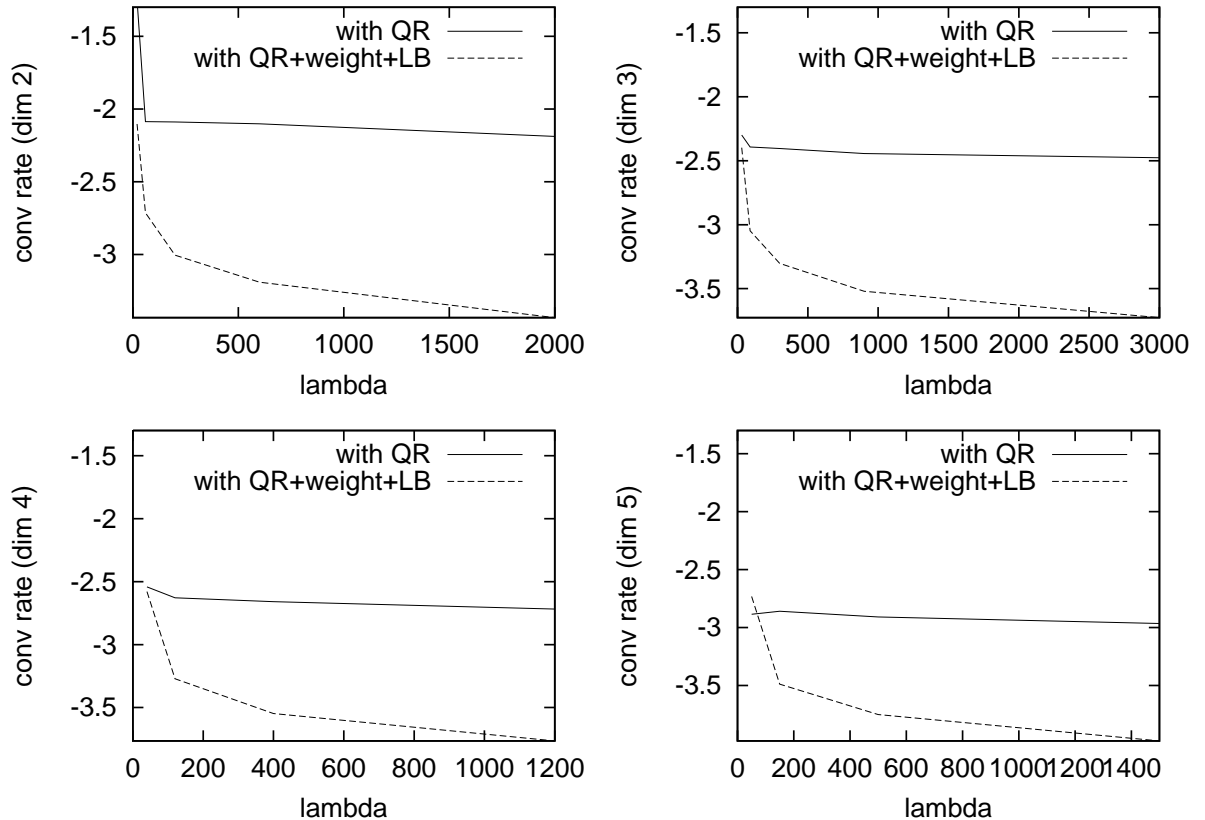 -1.5
-2
-2.5
-3
0 500 1000 1500 2000
conv rate (dim 2)
lambda
with QR
with QR+weight+LB
-1.5
-2
-2.5
-3
-3.5
0 500 1000 1500 2000 2500 3000
conv rate (dim 3)
lambda
with QR
with QR+weight+LB
-1.5
-2
-2.5
-3
-3.5
0 200 400 600 800 1000 1200
conv rate (dim 4)
lambda
with QR
with QR+weight+LB
-1.5
-2
-2.5
-3
-3.5
0 200 400 600 800 1000 1200 1400
conv rate (dim 5)
lambda
with QR
with QR+weight+LB